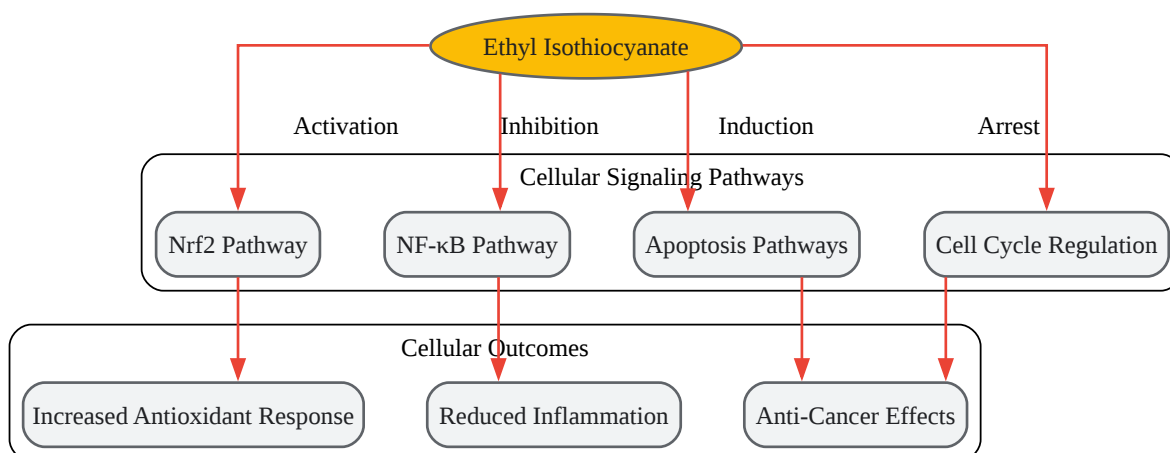 Ethyl Isothiocyanate
Activation
Inhibition
Induction
Arrest
Cellular Signaling Pathways
Nrf2 Pathway
NF-κB Pathway
Apoptosis Pathways
Cell Cycle Regulation
Cellular Outcomes
Increased Antioxidant Response
Reduced Inflammation
Anti-Cancer Effects